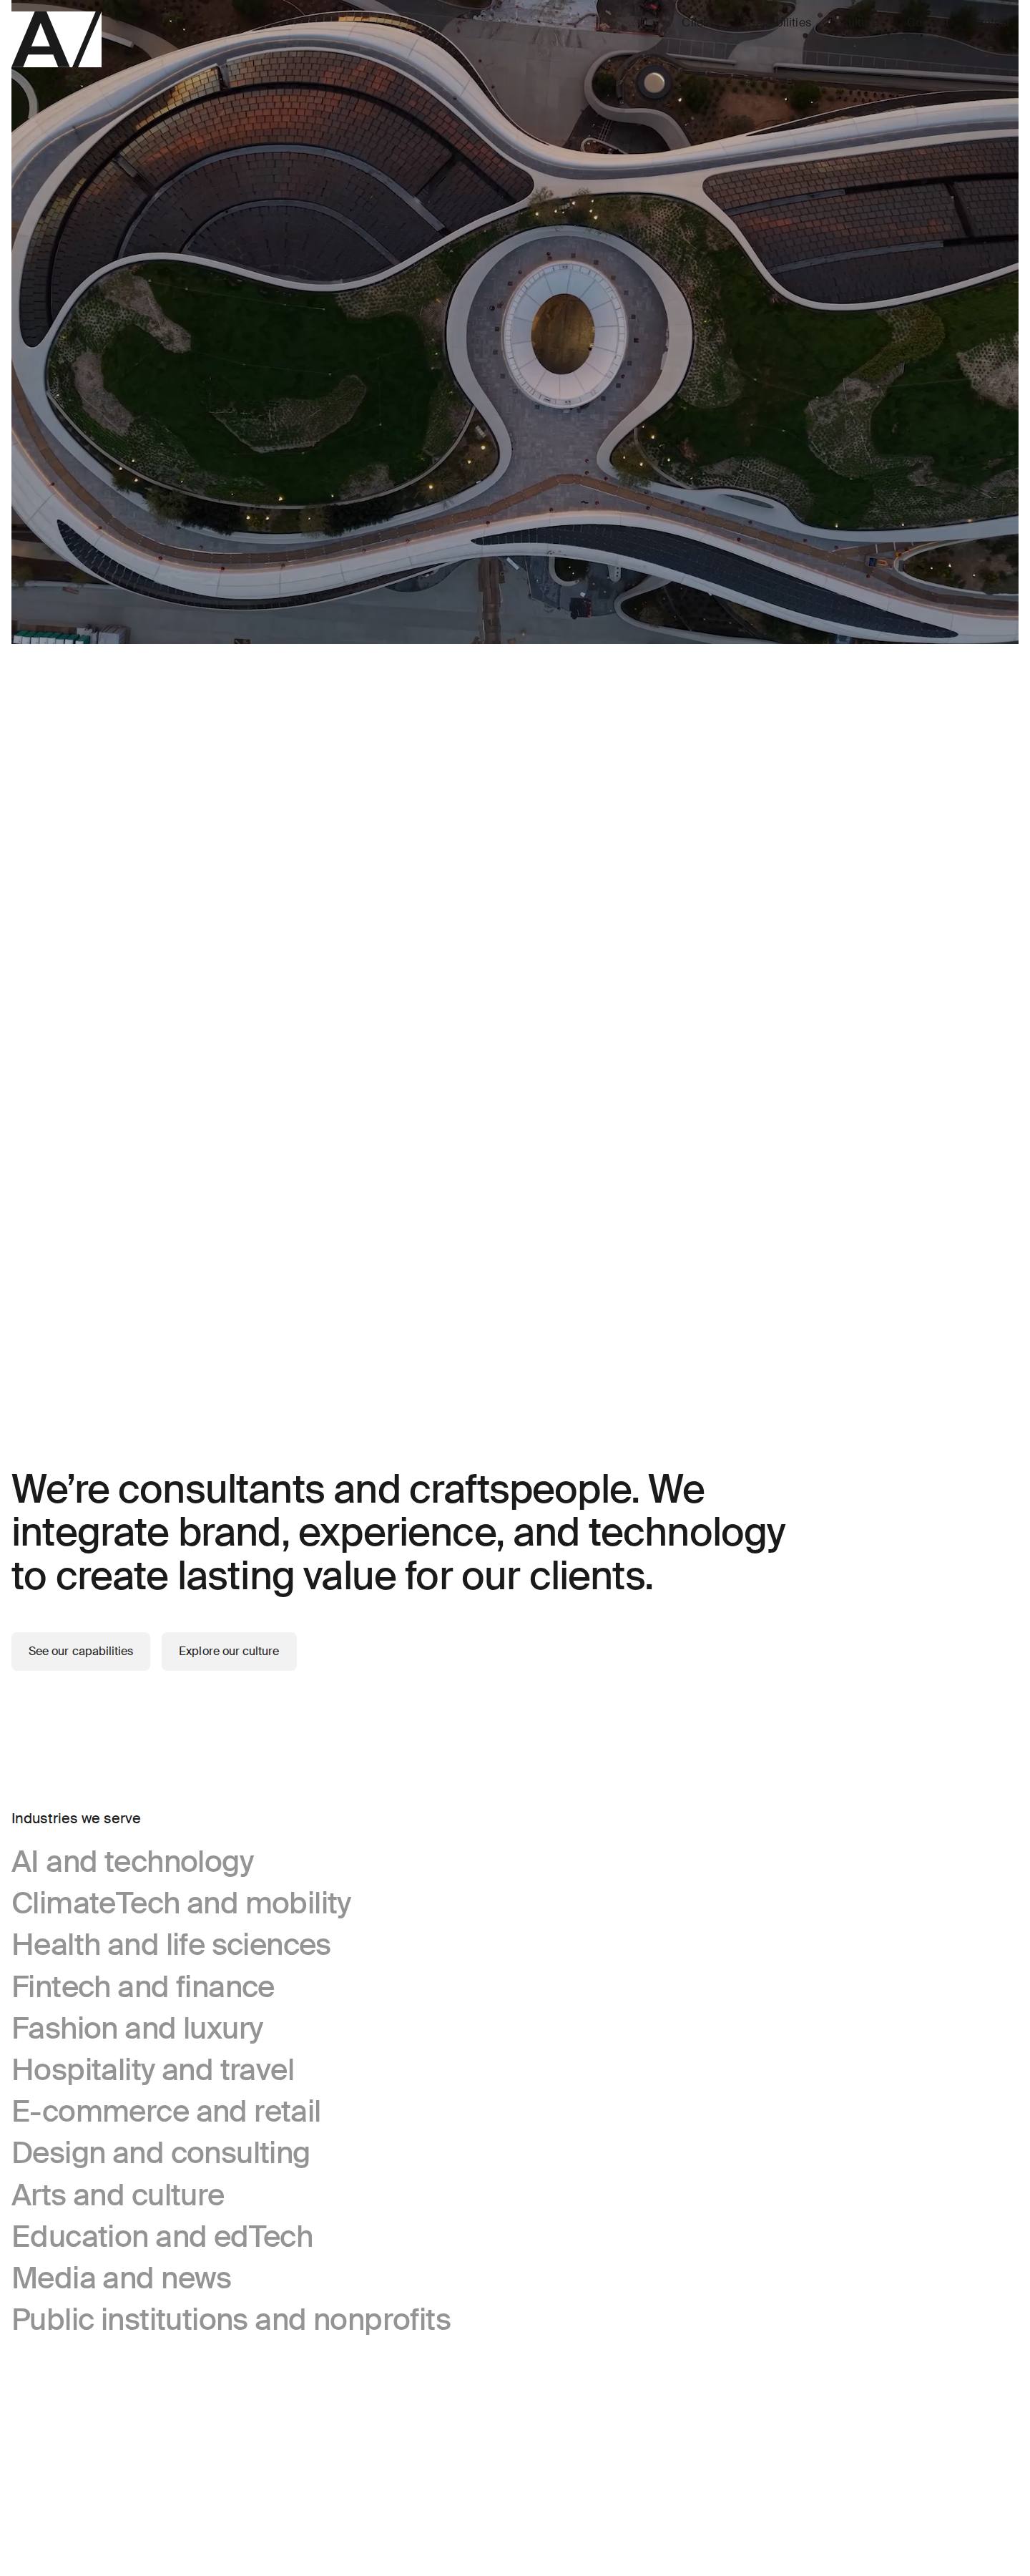 A/
We’re consultants and craftspeople. We
integrate brand, experience, and technology
to create lasting value for our clients.
See our capabilities
Explore our culture
Industries we serve
AI and technology
ClimateTech and mobility
Health and life sciences
Fintech and finance
Fashion and luxury
Hospitality and travel
E-commerce and retail
Design and consulting
Arts and culture
Education and edTech
Media and news
Public institutions and nonprofits